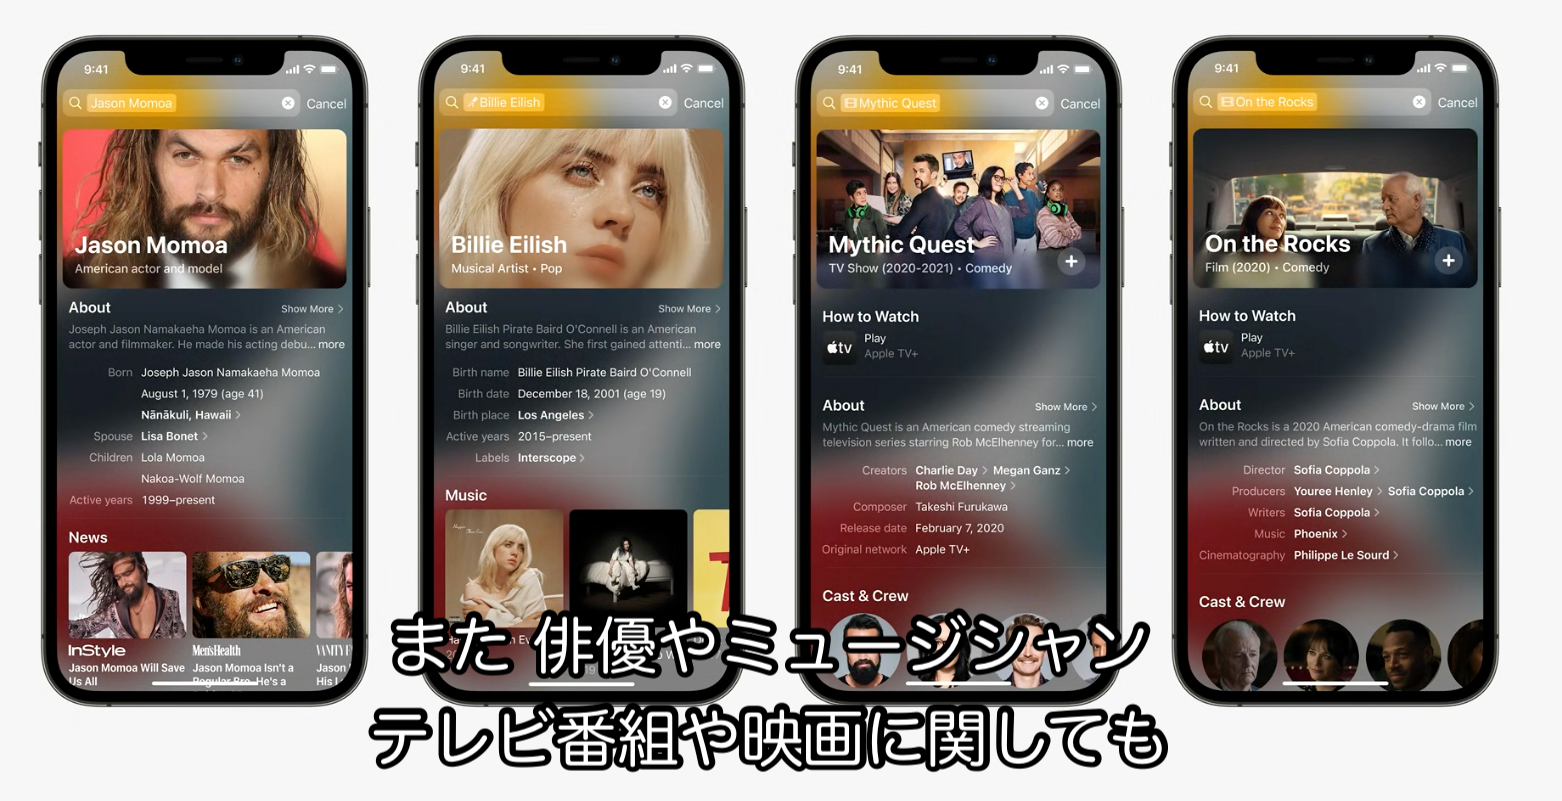 9:41
Jason Momoa
Cancel
Jason Momoa
American actor and model
About
Show More
Joseph Jason Namakaeha Momoa is an American
actor and filmmaker. He made his acting debu... more
Born Joseph Jason Namakaeha Momoa
August 1, 1979 (age 41)
Nānākuli, Hawaii
Spouse Lisa Bonet
Children Lola Momoa
Nakoa-Wolf Momoa
Active years 1999–present
News
InStyle
Jason Momoa Will Save
Us All
Men'sHealth
Jason Momoa Isn't a
Regular Bro. He's a
VANITY F
Jason
His L
9:41
Billie Eilish
Cancel
Billie Eilish
Musical Artist • Pop
About
Show More
Billie Eilish Pirate Baird O'Connell is an American
singer and songwriter. She first gained attenti... more
Birth name Billie Eilish Pirate Baird O'Connell
Birth date December 18, 2001 (age 19)
Birth place Los Angeles
Active years 2015–present
Labels Interscope
Music
9:41
Mythic Quest
Cancel
Mythic Quest
TV Show (2020-2021) • Comedy
How to Watch
tv
Play
Apple TV+
About
Show More
Mythic Quest is an American comedy streaming
television series starring Rob McElhenney for... more
Creators Charlie Day Megan Ganz
Rob McElhenney
Composer Takeshi Furukawa
Release date February 7, 2020
Original network Apple TV+
Cast & Crew
9:41
On the Rocks
Cancel
On the Rocks
Film (2020) • Comedy
How to Watch
tv
Play
Apple TV+
About
Show More
On the Rocks is a 2020 American comedy-drama film
written and directed by Sofia Coppola. It follo... more
Director Sofia Coppola
Producers Youree Henley Sofia Coppola
Writers Sofia Coppola
Music Phoenix
Cinematography Philippe Le Sourd
Cast & Crew
また 俳優やミュージシャン
テレビ番組や映画に関しても